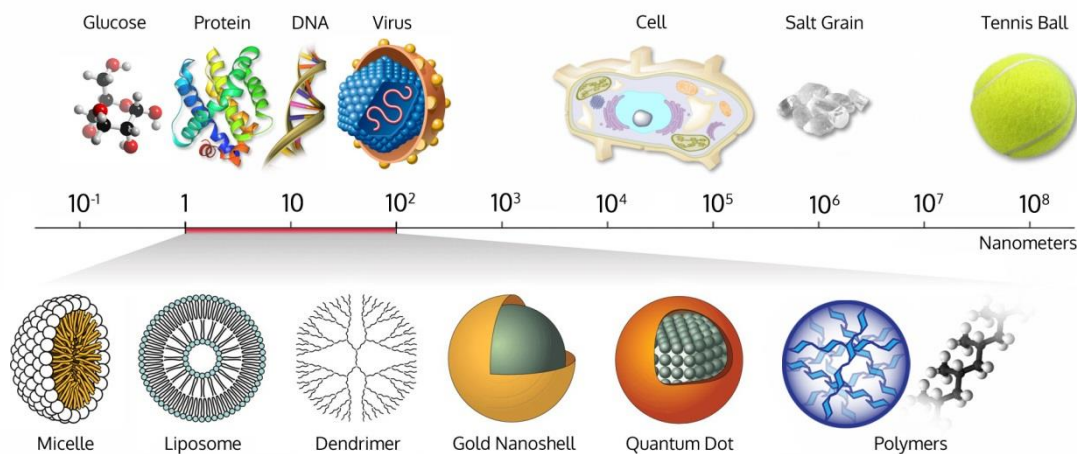 Glucose Protein DNA Virus Cell Salt Grain Tennis Ball
10⁻¹ 1 10 10² 10³ 10⁴ 10⁵ 10⁶ 10⁷ 10⁸
Nanometers
Micelle Liposome Dendrimer Gold Nanoshell Quantum Dot Polymers